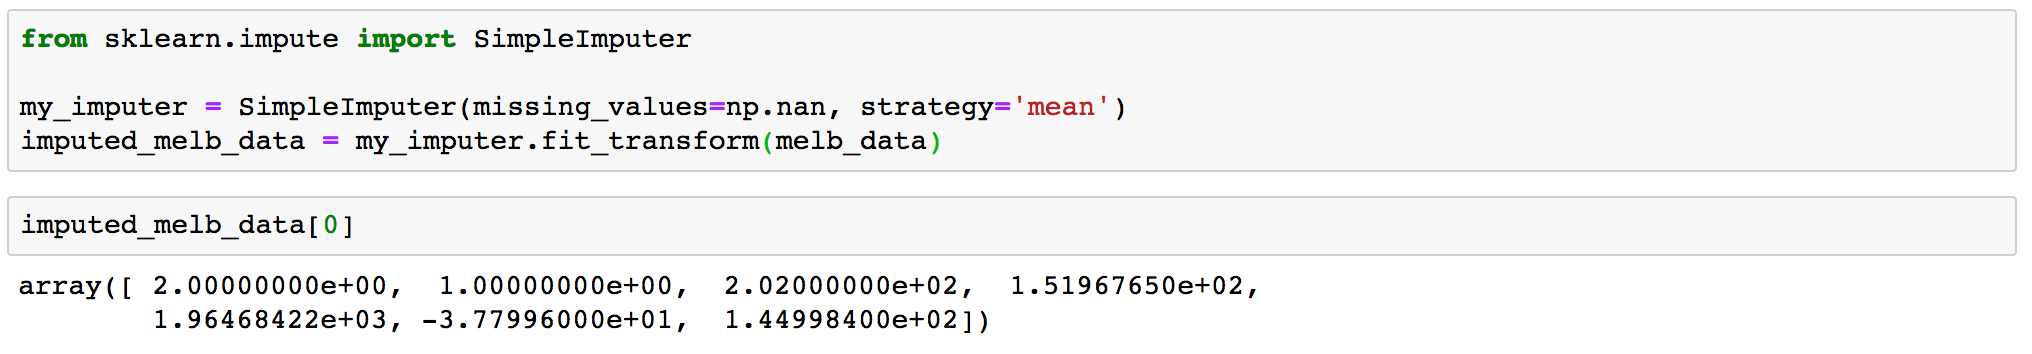 from sklearn.impute import SimpleImputer
my_imputer = SimpleImputer(missing_values=np.nan, strategy='mean')
imputed_melb_data = my_imputer.fit_transform(melb_data)
imputed_melb_data[0]
array([ 2.00000000e+00,  1.00000000e+00,  2.02000000e+02,  1.51967650e+02,
        1.96468422e+03, -3.77996000e+01,  1.44998400e+02])